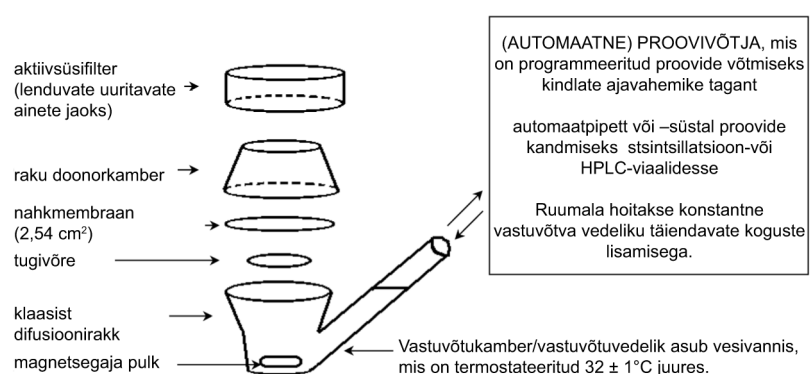 aktiivsüsifilter
(lenduvate uuritavate
ainete jaoks)
raku doonorkamber
nahkmembraan
(2,54 cm²)
tugivõre
klaasist
difusioonirakk
magnetsegaja pulk
(AUTOMAATNE) PROOVIVÕTJA, mis
on programmeeritud proovide võtmiseks
kindlate ajavahemike tagant
automaatpipett või –süstal proovide
kandmiseks stsintsillatsioon-või
HPLC-viaalidesse
Ruumala hoitakse konstantne
vastuvõtva vedeliku täiendavate koguste
lisamisega.
Vastuvõtukamber/vastuvõtuvedelik asub vesivannis,
mis on termostateeritud 32 ± 1°C juures.